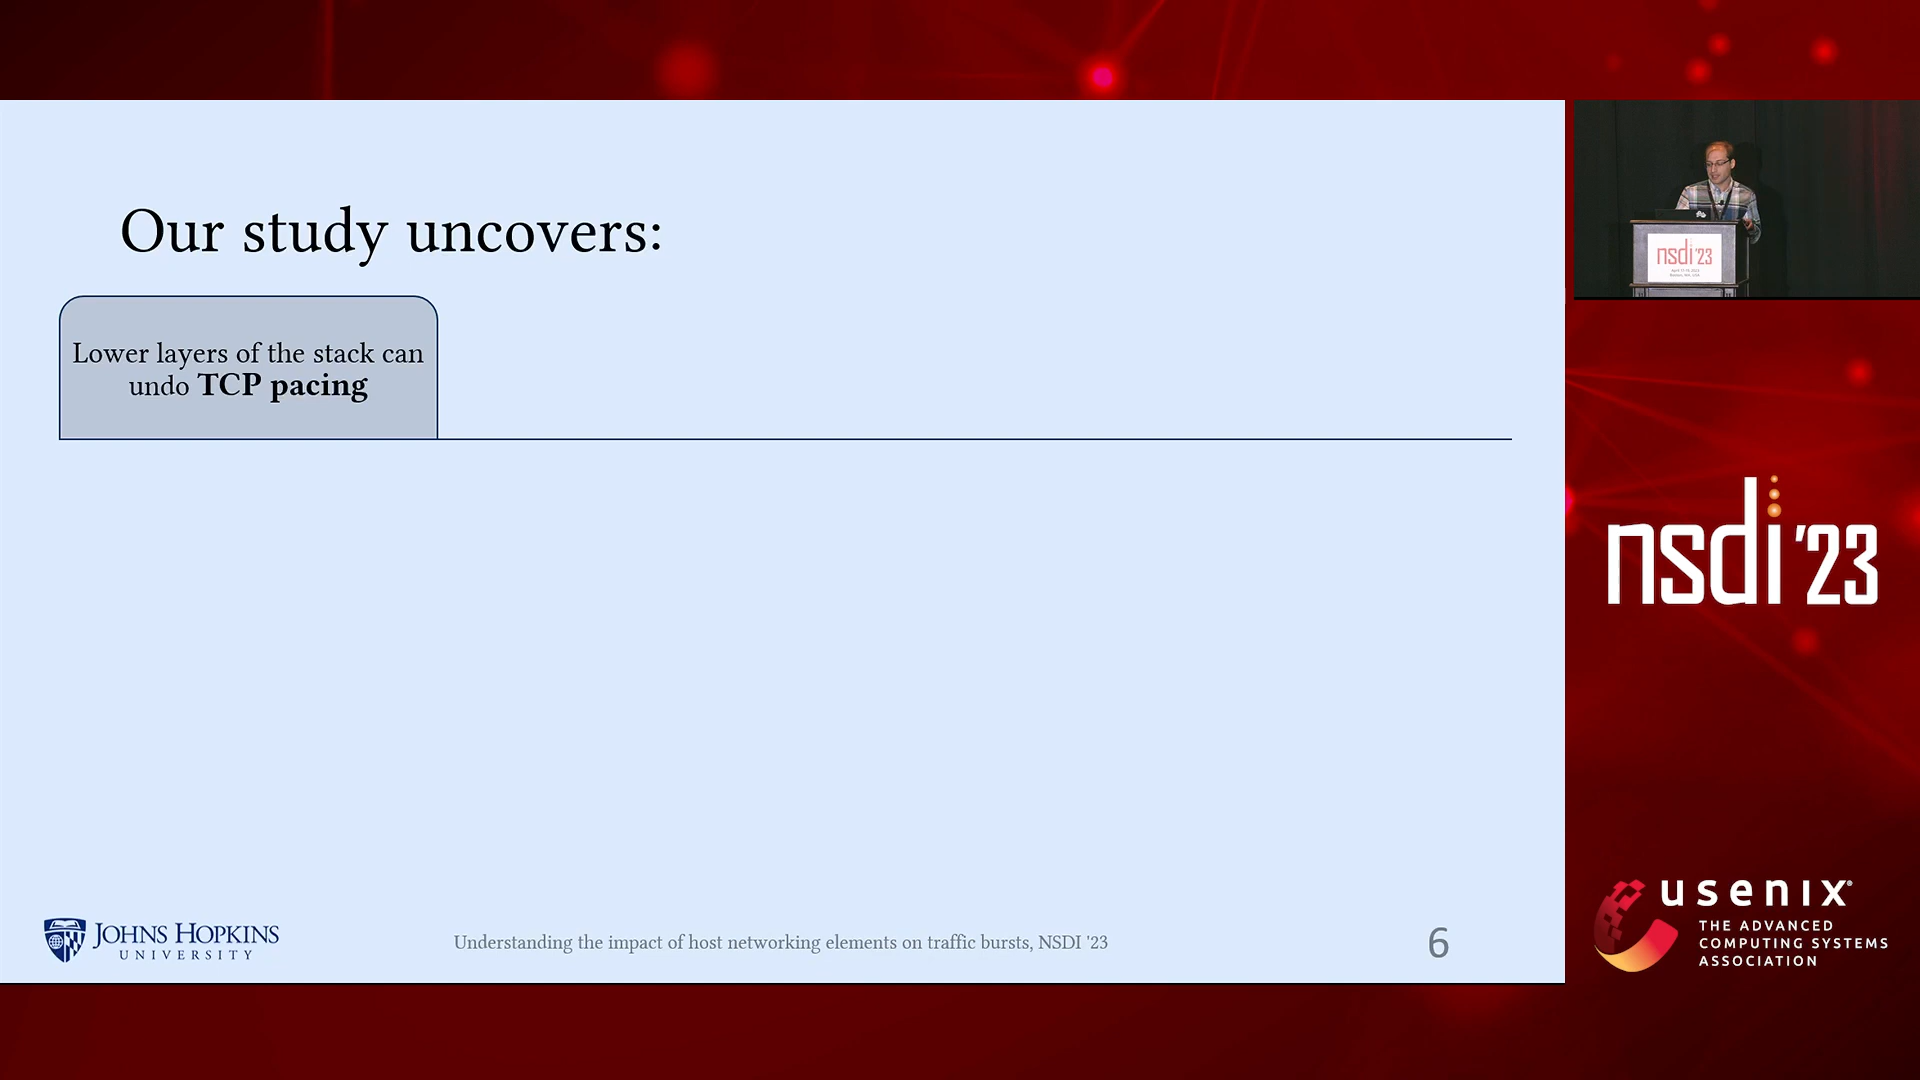 Our study uncovers:
Lower layers of the stack can
undo TCP pacing
JOHNS HOPKINS
UNIVERSITY
Understanding the impact of host networking elements on traffic bursts, NSDI '23
6
nsdi '23
nsdi '23
usenix®
THE ADVANCED
COMPUTING SYSTEMS
ASSOCIATION